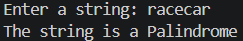 Enter a string: racecar
The string is a Palindrome